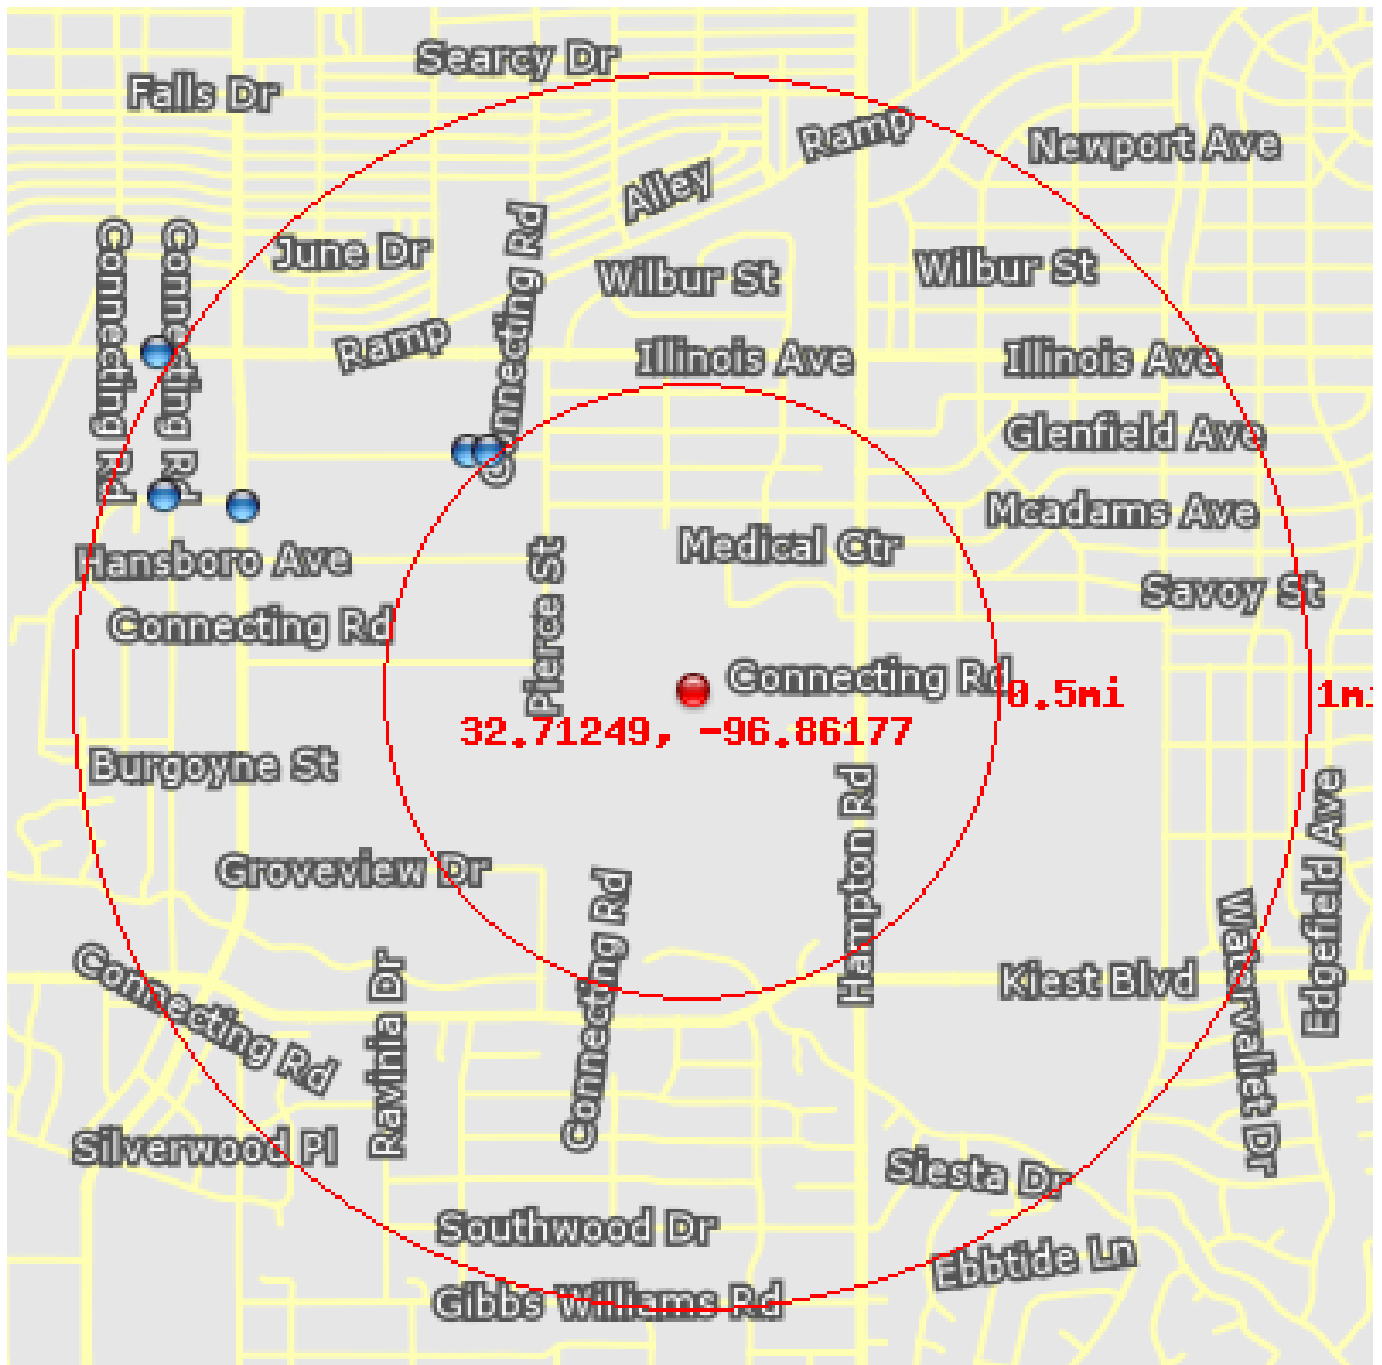 Searcy Dr
Falls Dr
Ramp
Newport Ave
Alley
Connecting Rd
Connecting Rd
Connecting Rd
June Dr
Wilbur St
Wilbur St
Ramp
Illinois Ave
Illinois Ave
Glenfield Ave
Mcadams Ave
Medical Ctr
Hansboro Ave
Pierce St
Savoy St
Connecting Rd
Connecting Rd
0.5mi
1mi
32.71249, -96.86177
Burgoyne St
Hampton Rd
Edgefield Ave
Groveview Dr
Connecting Rd
Watervaliet Dr
Connecting Rd
Ravinia Dr
Kiest Blvd
Silverwood Pl
Siesta Dr
Southwood Dr
Ebbtide Ln
Gibbs Williams Rd